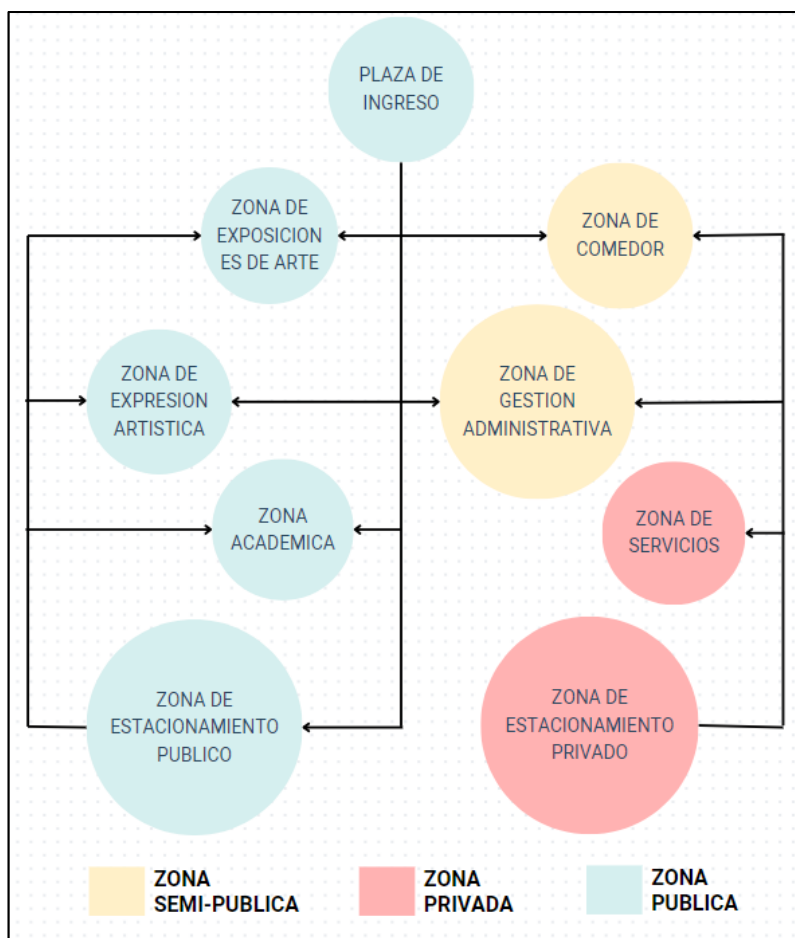 PLAZA DE
INGRESO
ZONA DE
EXPOSICION
ES DE ARTE
ZONA DE
COMEDOR
ZONA DE
EXPRESION
ARTISTICA
ZONA DE
GESTION
ADMINISTRATIVA
ZONA
ACADEMICA
ZONA DE
SERVICIOS
ZONA DE
ESTACIONAMIENTO
PUBLICO
ZONA DE
ESTACIONAMIENTO
PRIVADO
ZONA
SEMI-PUBLICA
ZONA
PRIVADA
ZONA
PUBLICA